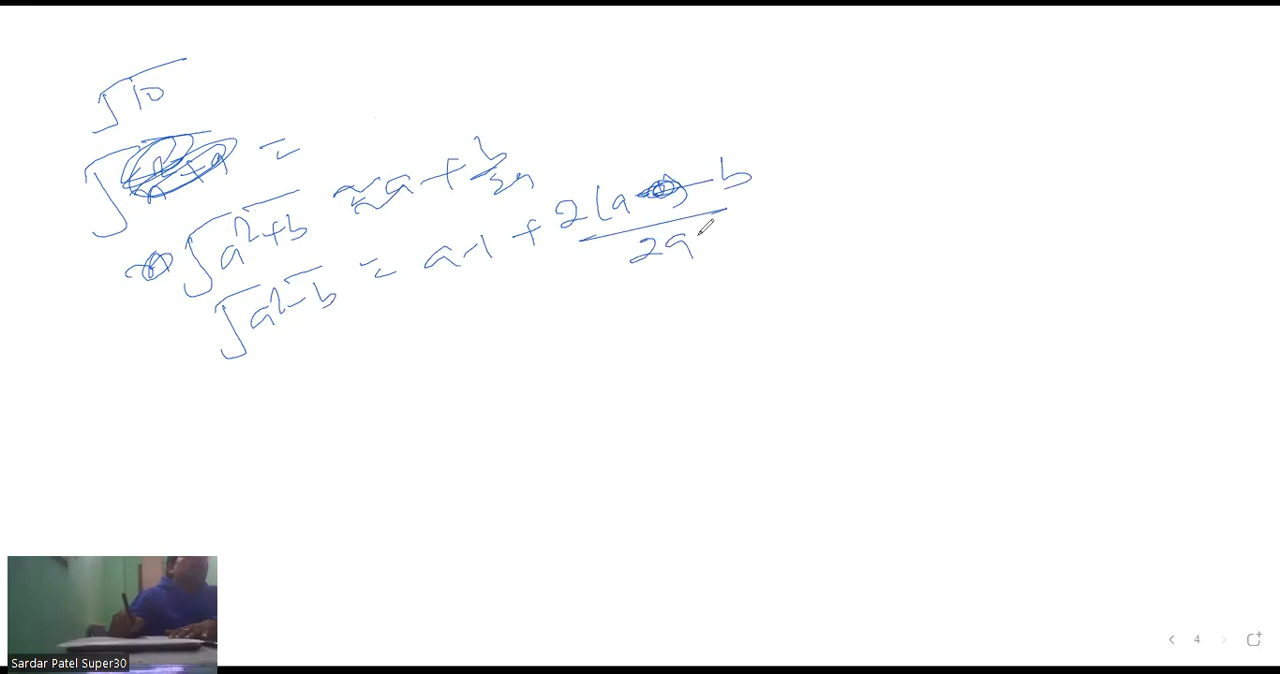 √10
=
√a²+b ≈ a + b/2a
√a²-b = a-1 + 2(a - b/2a
4
Sardar Patel Super30